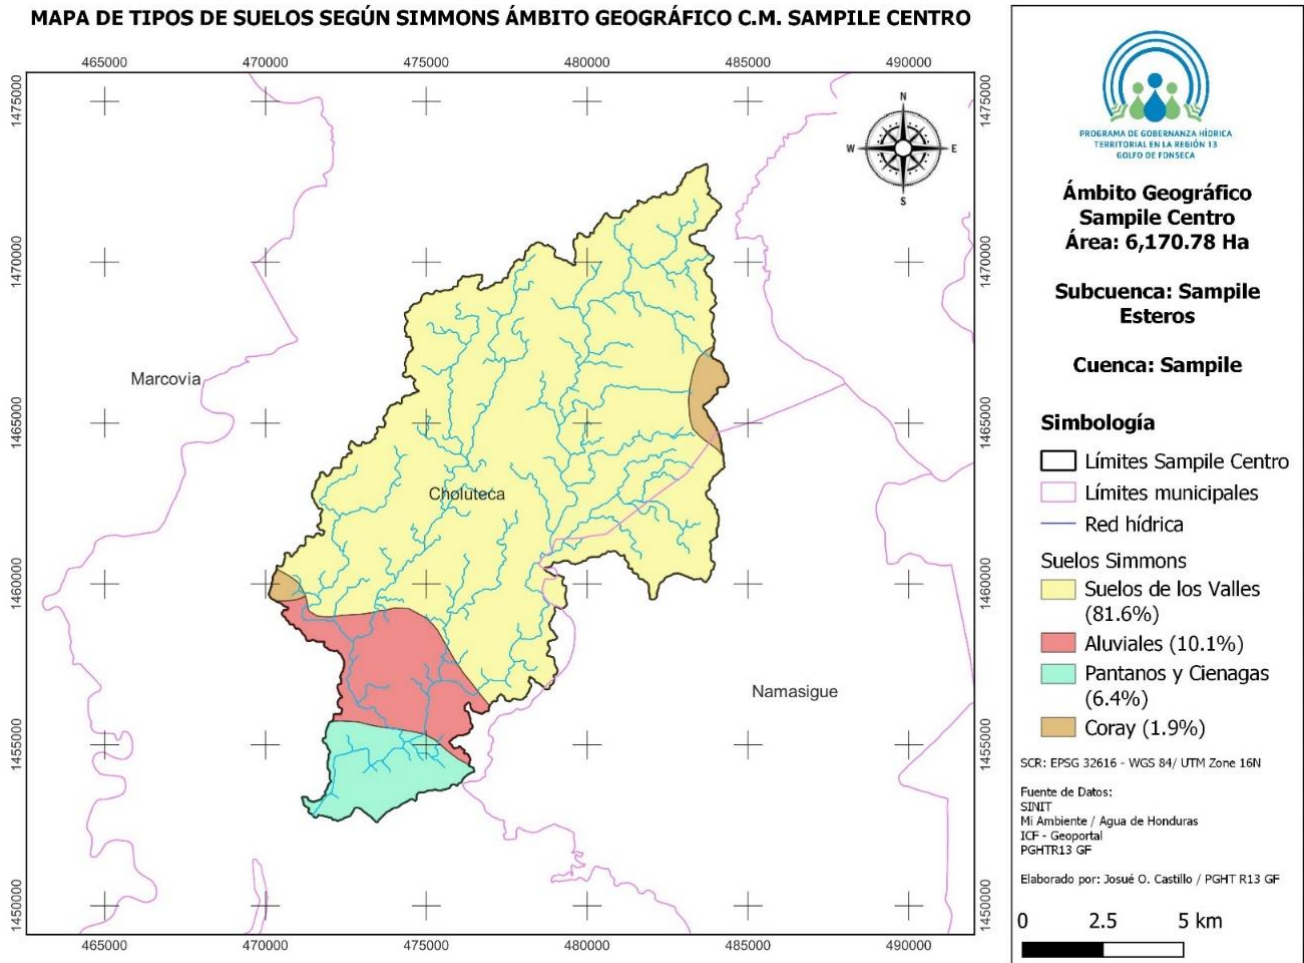 MAPA DE TIPOS DE SUELOS SEGÚN SIMMONS ÁMBITO GEOGRÁFICO C.M. SAMPILE CENTRO
465000 470000 475000 480000 485000 490000
1475000 1475000
N
W E
S
1470000 1470000
Marcovia
1465000 1465000
Choluteca
1460000 1460000
Namasigue
1455000 1455000
1450000 1450000
465000 470000 475000 480000 485000 490000
PROGRAMA DE GOBERNANZA HÍDRICA
TERRITORIAL EN LA REGIÓN 13
GOLFO DE FONSECA
Ámbito Geográfico
Sampile Centro
Área: 6,170.78 Ha
Subcuenca: Sampile
Esteros
Cuenca: Sampile
Simbología
Límites Sampile Centro
Límites municipales
Red hídrica
Suelos Simmons
Suelos de los Valles
(81.6%)
Aluviales (10.1%)
Pantanos y Cienagas
(6.4%)
Coray (1.9%)
SCR: EPSG 32616 - WGS 84/ UTM Zone 16N
Fuente de Datos:
SINIT
Mi Ambiente / Agua de Honduras
ICF - Geoportal
PGHTR13 GF
Elaborado por: Josué O. Castillo / PGHT R13 GF
0 2.5 5 km